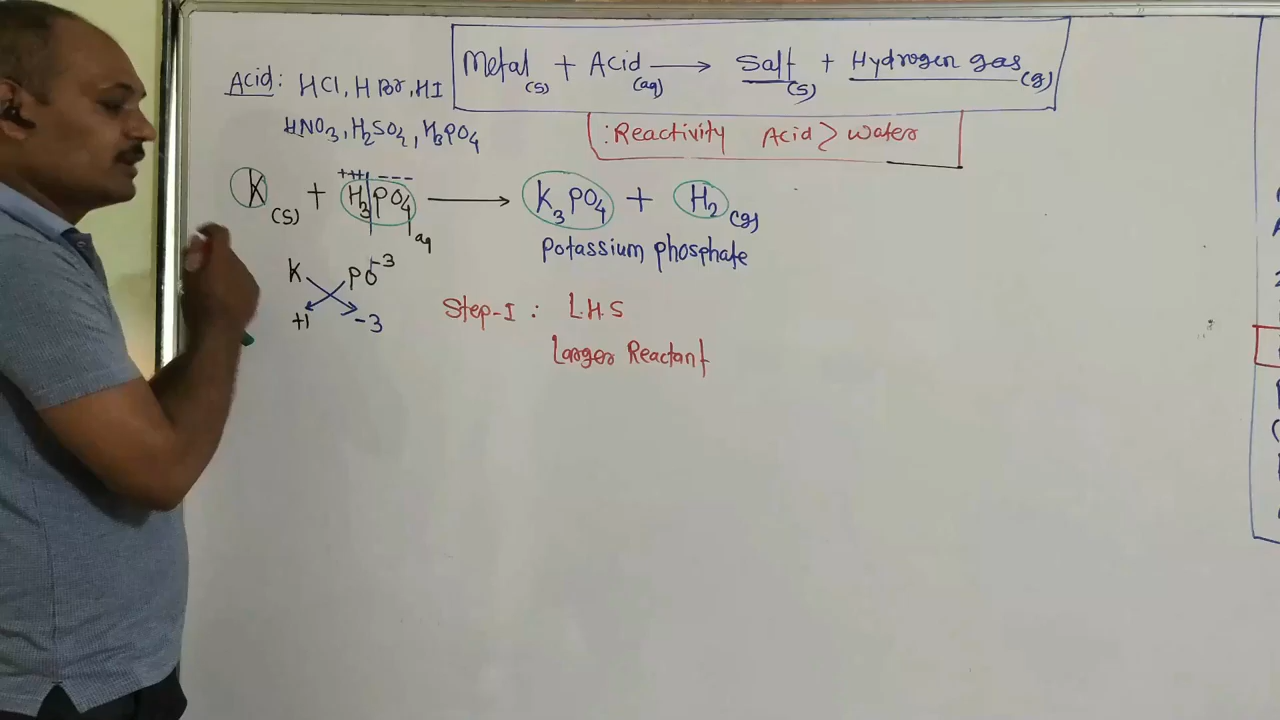 Metal(s) + Acid(aq) → Salt(s) + Hydrogen gas(g)
Acid: HCl, HBr, HI
HNO3, H2SO4, H3PO4
:Reactivity Acid > Water
+++ | − − −
K(s) + H3PO4 aq → K3PO4 + H2(g)
Potassium phosphate
K PO-3
+1 -3
Step-I : L.H.S
Larger Reactant